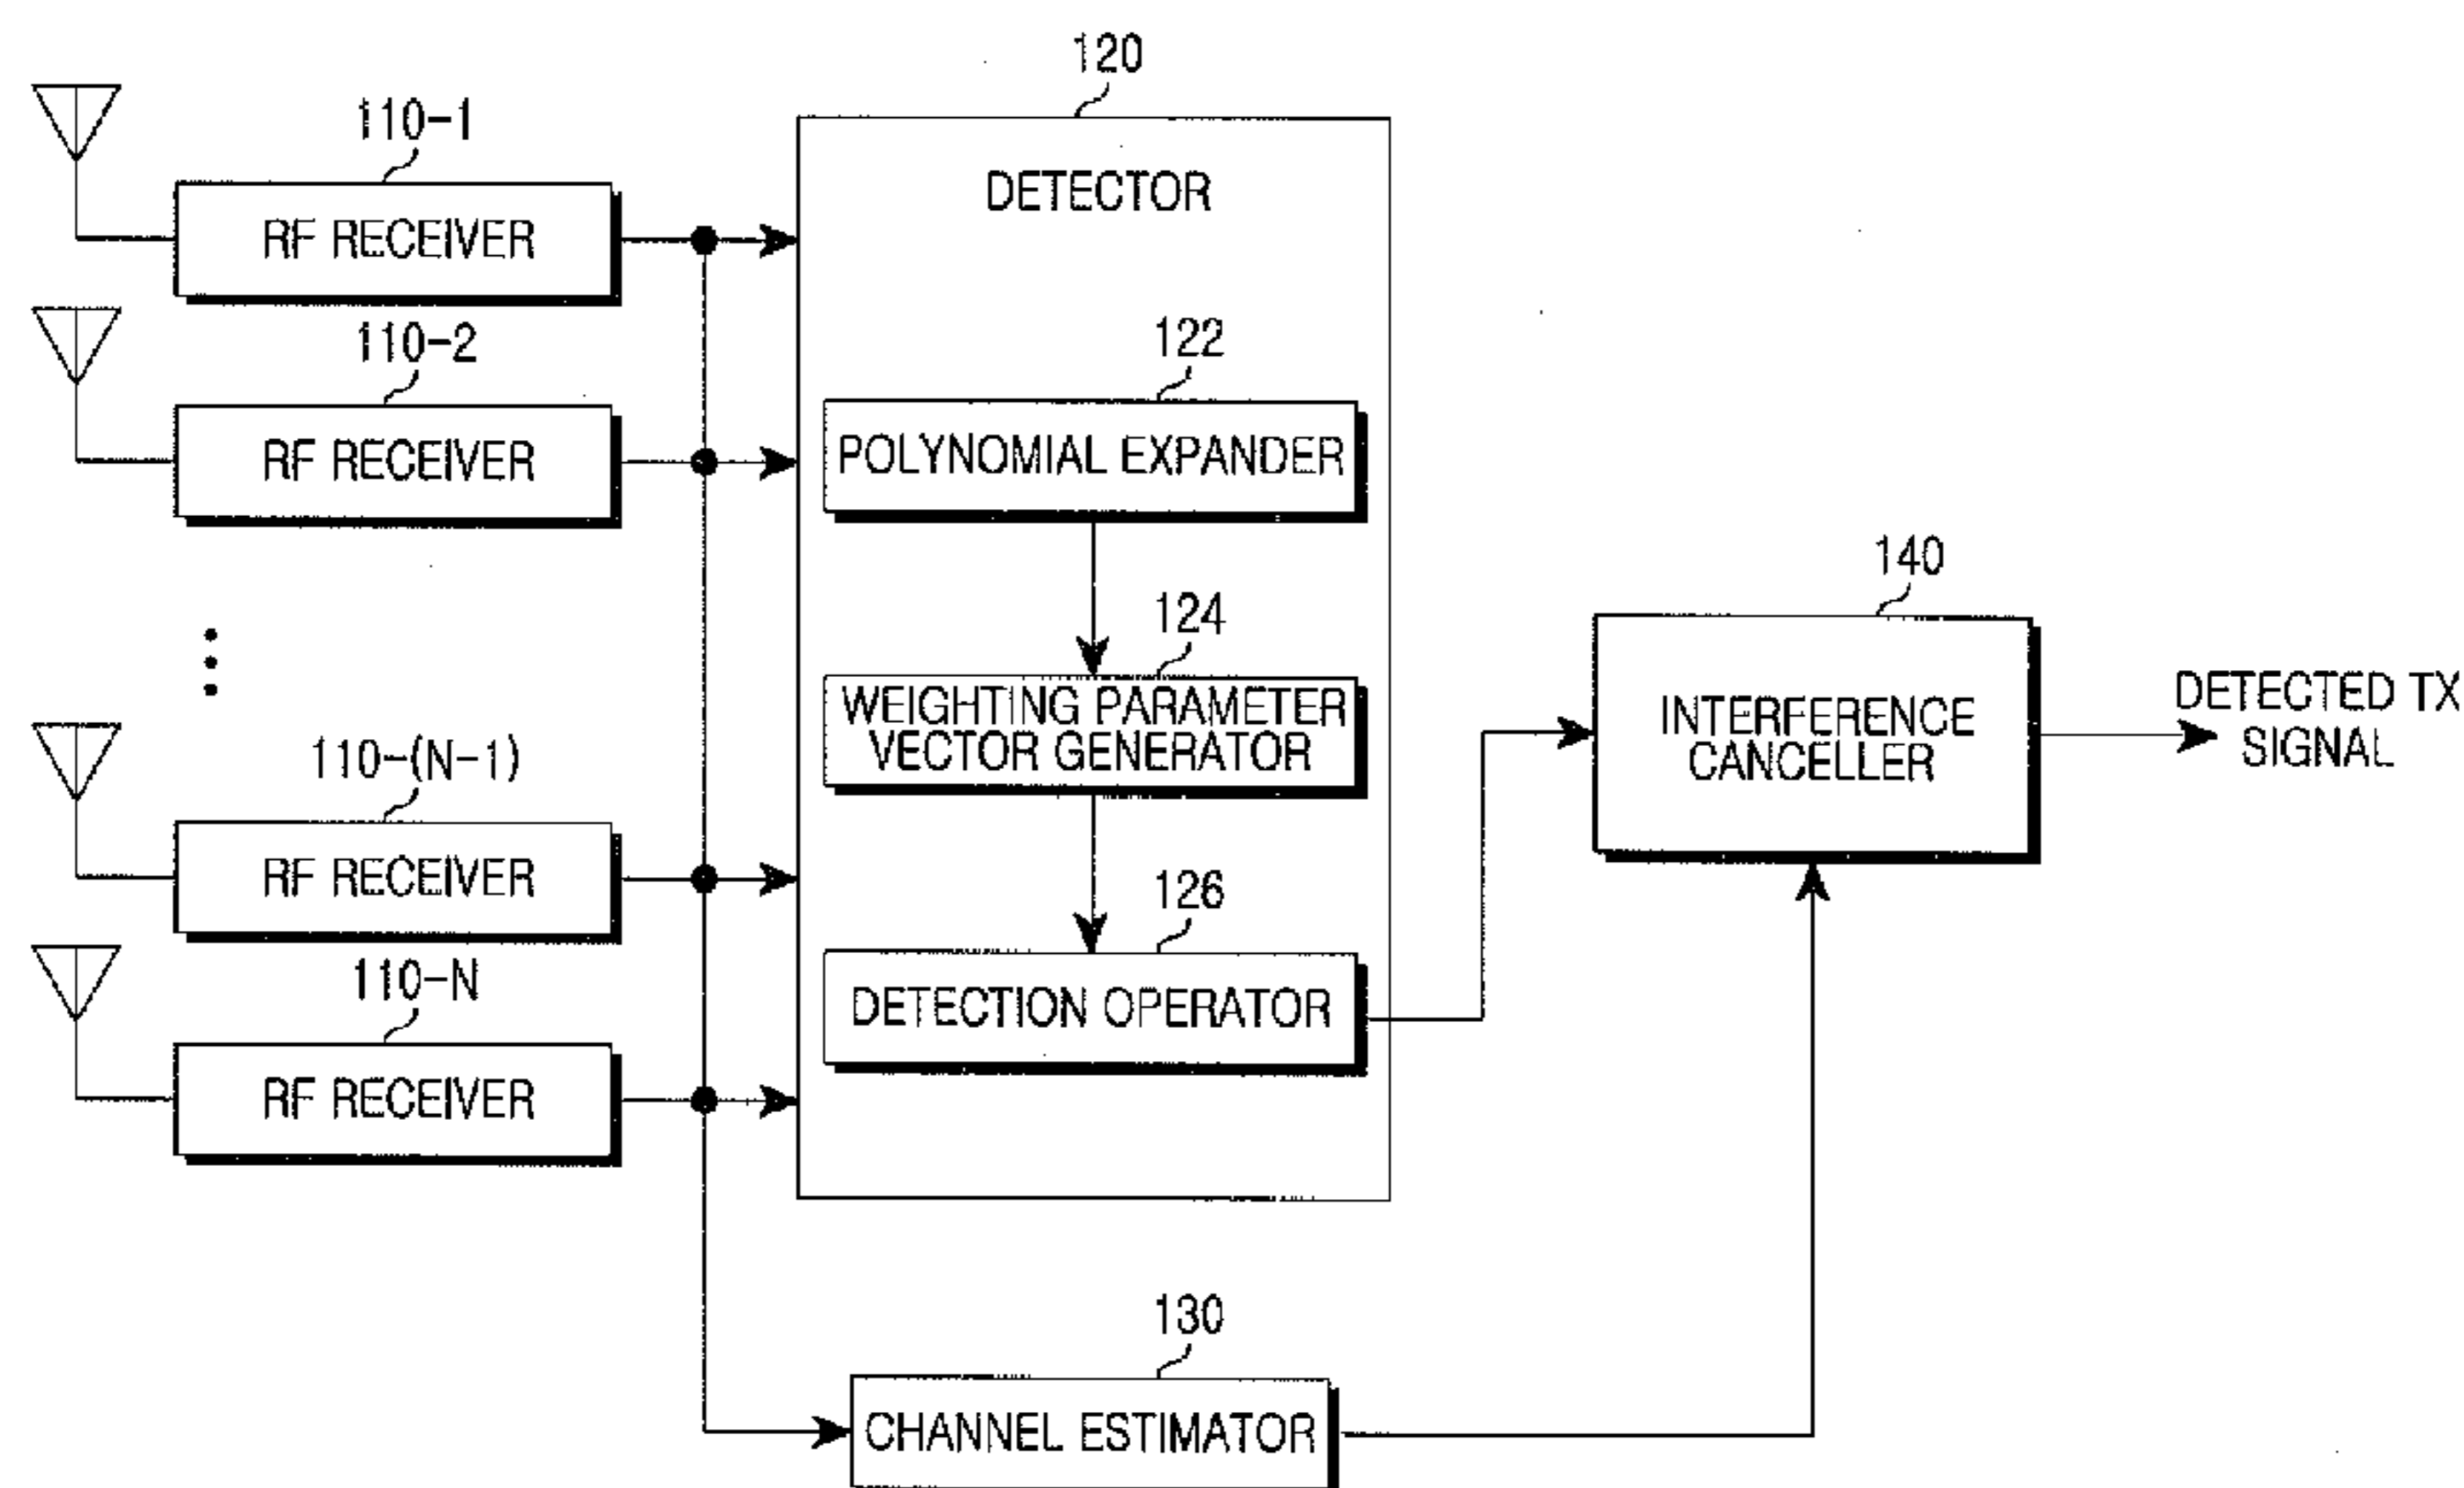 120
110-1
DETECTOR
RF RECEIVER
110-2
122
RF RECEIVER
POLYNOMIAL EXPANDER
140
124
WEIGHTING PARAMETER
VECTOR GENERATOR
INTERFERENCE
CANCELLER
DETECTED TX
SIGNAL
110-(N-1)
RF RECEIVER
126
110-N
DETECTION OPERATOR
RF RECEIVER
130
CHANNEL ESTIMATOR